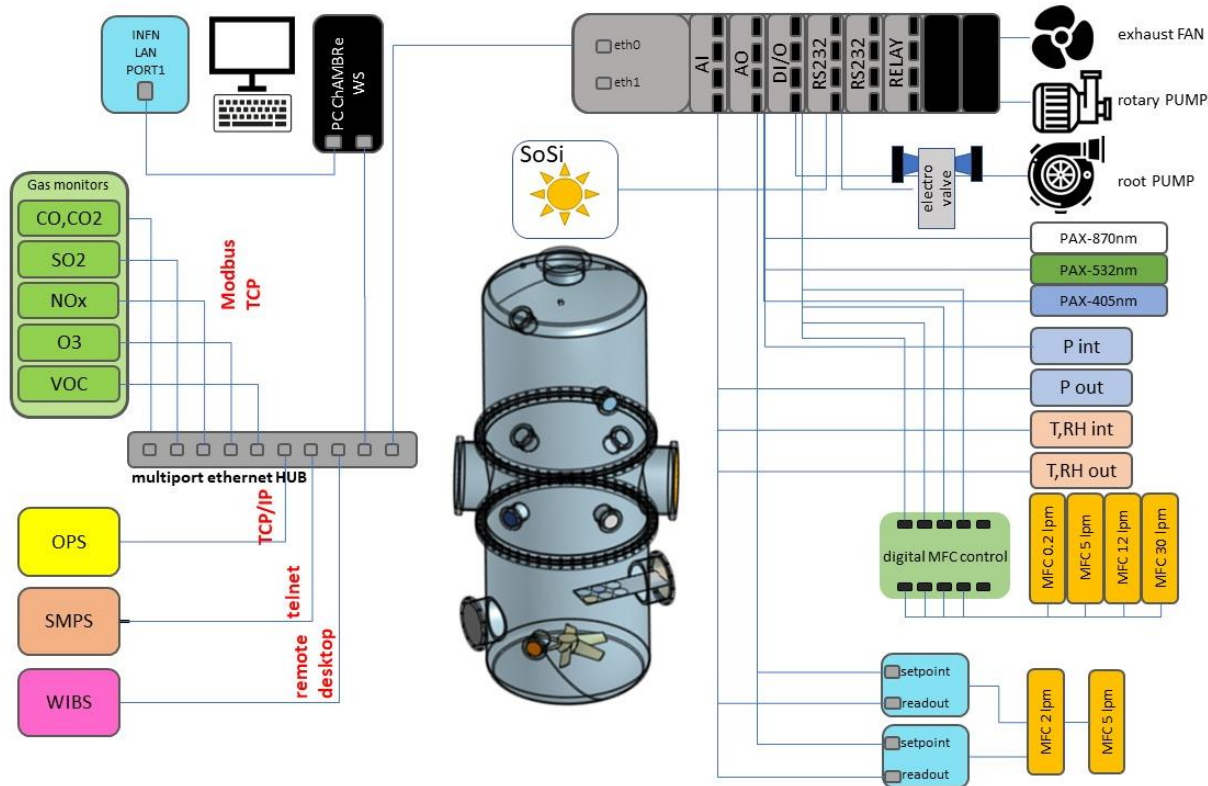 INFN
LAN
PORT1
PC ChAMBRe
WS
eth0
eth1
AI
AO
DI/O
RS232
RS232
RELAY
exhaust FAN
rotary PUMP
root PUMP
electro
valve
SoSi
Gas monitors
CO,CO2
SO2
NOx
O3
VOC
Modbus
TCP
multiport ethernet HUB
OPS
SMPS
WIBS
TCP/IP
telnet
remote
desktop
PAX-870nm
PAX-532nm
PAX-405nm
P int
P out
T,RH int
T,RH out
digital MFC control
MFC 0.2 lpm
MFC 5 lpm
MFC 12 lpm
MFC 30 lpm
setpoint
readout
setpoint
readout
MFC 2 lpm
MFC 5 lpm